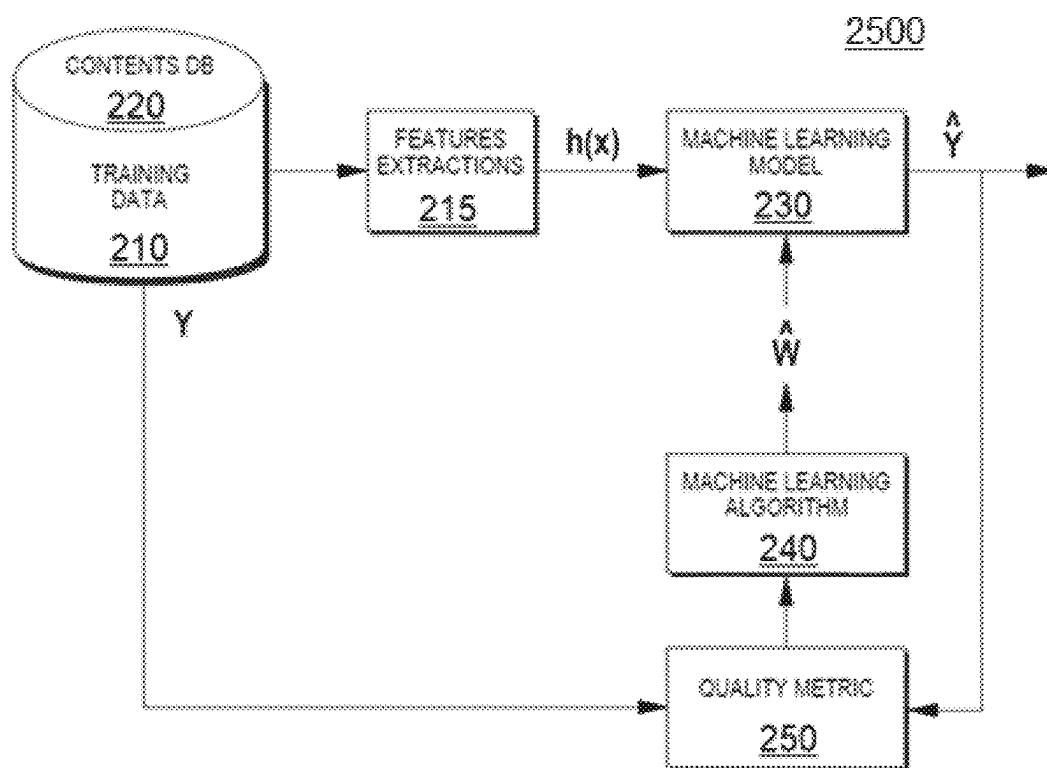 2500
CONTENTS DB
220
TRAINING
DATA
210
FEATURES
EXTRACTIONS
215
h(x)
MACHINE LEARNING
MODEL
230
Ŷ
Y
Ŵ
MACHINE LEARNING
ALGORITHM
240
QUALITY METRIC
250